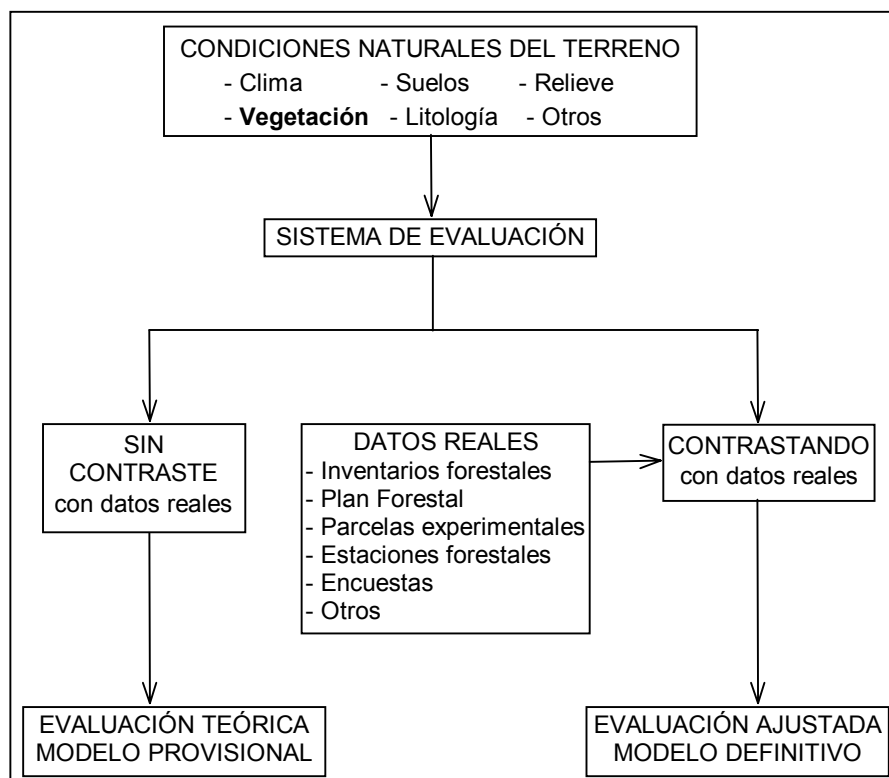 CONDICIONES NATURALES DEL TERRENO
- Clima - Suelos - Relieve
- Vegetación - Litología - Otros
SISTEMA DE EVALUACIÓN
SIN
CONTRASTE
con datos reales
DATOS REALES
- Inventarios forestales
- Plan Forestal
- Parcelas experimentales
- Estaciones forestales
- Encuestas
- Otros
CONTRASTANDO
con datos reales
EVALUACIÓN TEÓRICA
MODELO PROVISIONAL
EVALUACIÓN AJUSTADA
MODELO DEFINITIVO